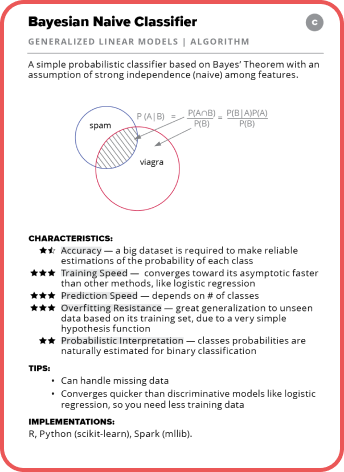 Bayesian Naive Classifier
C
GENERALIZED LINEAR MODELS | ALGORITHM
A simple probabilistic classifier based on Bayes' Theorem with an
assumption of strong independence (naive) among features.
P (A|B) = P(A∩B) / P(B) = P(B|A)P(A) / P(B)
spam
viagra
CHARACTERISTICS:
Accuracy — a big dataset is required to make reliable
estimations of the probability of each class
Training Speed — converges toward its asymptotic faster
than other methods, like logistic regression
Prediction Speed — depends on # of classes
Overfitting Resistance — great generalization to unseen
data based on its training set, due to a very simple
hypothesis function
Probabilistic Interpretation — classes probabilities are
naturally estimated for binary classification
TIPS:
• Can handle missing data
• Converges quicker than discriminative models like logistic
regression, so you need less training data
IMPLEMENTATIONS:
R, Python (scikit-learn), Spark (mllib).